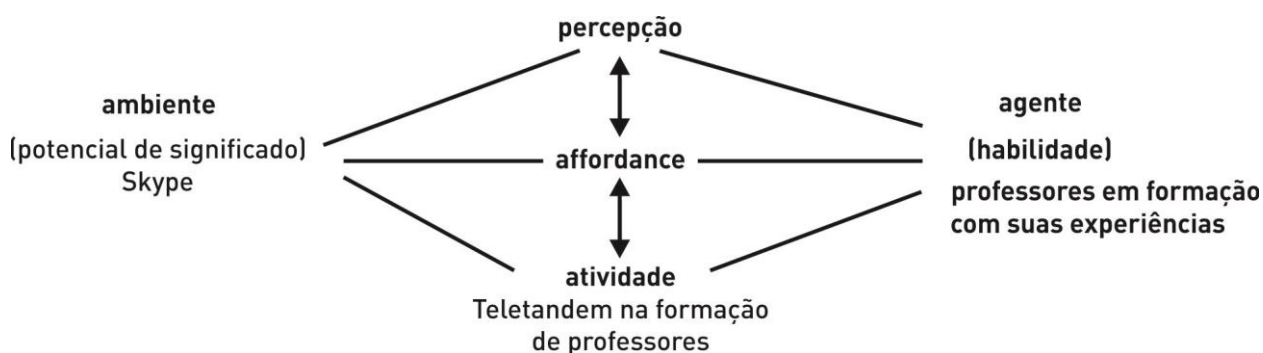 percepção
ambiente
(potencial de significado)
Skype
affordance
agente
(habilidade)
professores em formação
com suas experiências
atividade
Teletandem na formação
de professores